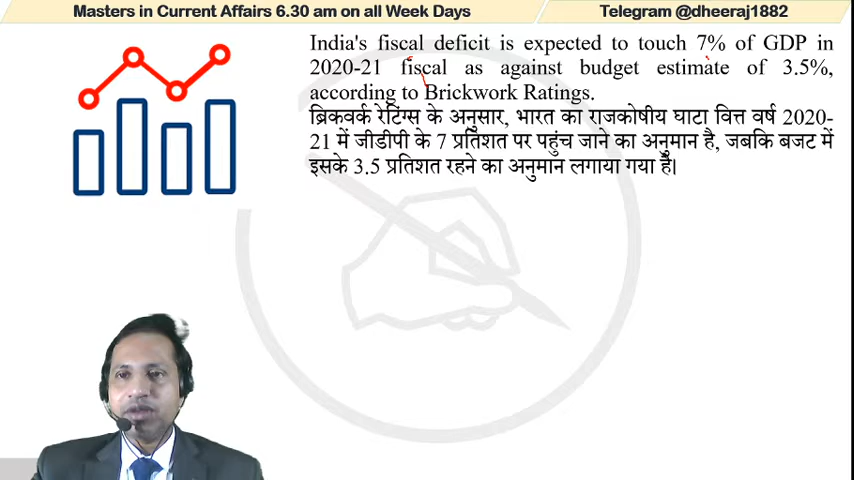 Masters in Current Affairs 6.30 am on all Week Days
Telegram @dheeraj1882
India's fiscal deficit is expected to touch 7% of GDP in
2020-21 fiscal as against budget estimate of 3.5%,
according to Brickwork Ratings.
ब्रिकवर्क रेटिंग्स के अनुसार, भारत का राजकोषीय घाटा वित्त वर्ष 2020-
21 में जीडीपी के 7 प्रतिशत पर पहुंच जाने का अनुमान है, जबकि बजट में
इसके 3.5 प्रतिशत रहने का अनुमान लगाया गया है।